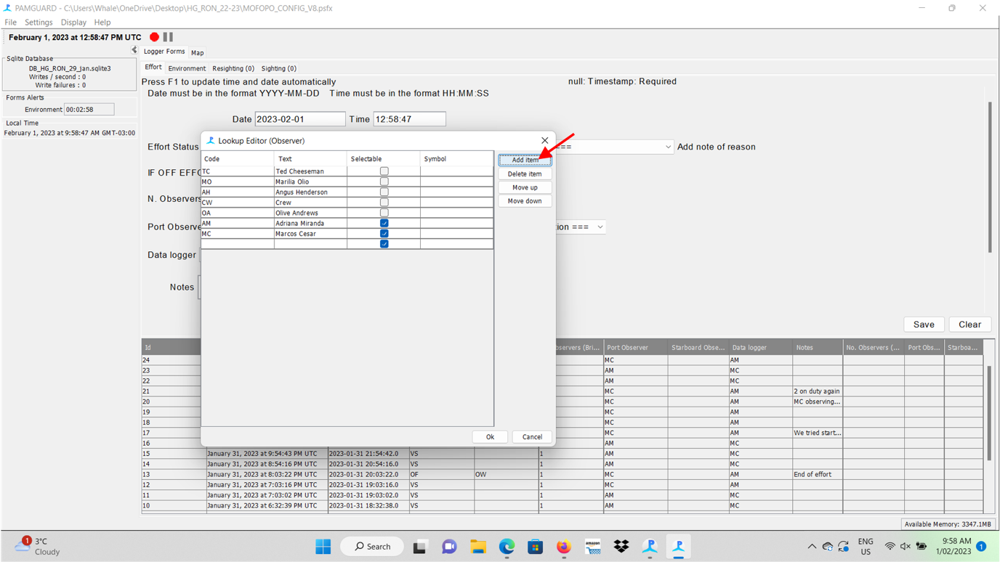 PAMGUARD - C:\Users\Whale\OneDrive\Desktop\HG_RON_22-23\MOFOPO_CONFIG_V8.psfx
File Settings Display Help
February 1, 2023 at 12:58:47 PM UTC
Sqlite Database
DB_HG_RON_29_jan.sqlite3
Writes / second : 0
Write failures : 0
Forms Alerts
Environment 00:02:58
Local Time
February 1, 2023 at 9:58:47 AM GMT-03:00
Logger Forms Map
Effort Environment Resighting (0) Sighting (0)
Press F1 to update time and date automatically null: Timestamp: Required
Date must be in the format YYYY-MM-DD Time must be in the format HH:MM:SS
Date 2023-02-01 Time 12:58:47
Effort Status === Add note of reason
IF OFF EFFO
N. Observers
Port Observe ion ===
Data logger
Notes
Lookup Editor (Observer)
Code Text Selectable Symbol
TC Ted Cheeseman
MO Marilia Olio
AH Angus Henderson
CW Crew
OA Olive Andrews
AM Adriana Miranda
MC Marcos Cesar
Add item
Delete item
Move up
Move down
Ok Cancel
Save Clear
Id bservers (Bri... Port Observer Starboard Obse... Data logger Notes No. Observers (... Port Obs... Starboa...
24 MC AM
23 AM MC
22 AM MC
21 MC AM 2 on duty again
20 MC AM MC observing...
19 MC AM
18 MC AM
17 MC AM We tried start...
16 AM MC
15 January 31, 2023 at 9:54:43 PM UTC 2023-01-31 21:54:42.0 VS 1 AM MC
14 January 31, 2023 at 8:54:16 PM UTC 2023-01-31 20:54:16.0 VS 1 AM MC
13 January 31, 2023 at 8:03:22 PM UTC 2023-01-31 20:03:22.0 OF OW 1 MC AM End of effort
12 January 31, 2023 at 7:03:16 PM UTC 2023-01-31 19:03:16.0 VS 1 MC AM
11 January 31, 2023 at 7:03:02 PM UTC 2023-01-31 19:03:02.0 VS 1 AM MC
10 January 31, 2023 at 6:32:39 PM UTC 2023-01-31 18:32:38.0 VS 1 AM MC
Available Memory: 3347.1MB
1 3°C
Cloudy
Search
amazon
ENG
US
9:58 AM
1/02/2023
1